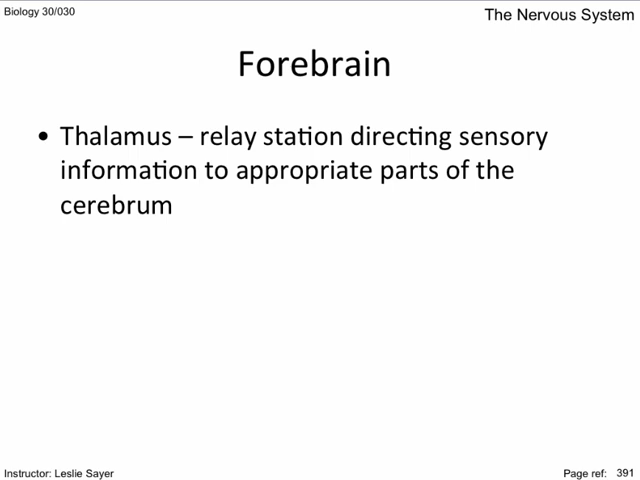 Biology 30/030
The Nervous System
Forebrain
• Thalamus – relay station directing sensory
information to appropriate parts of the
cerebrum
Instructor: Leslie Sayer
Page ref: 391